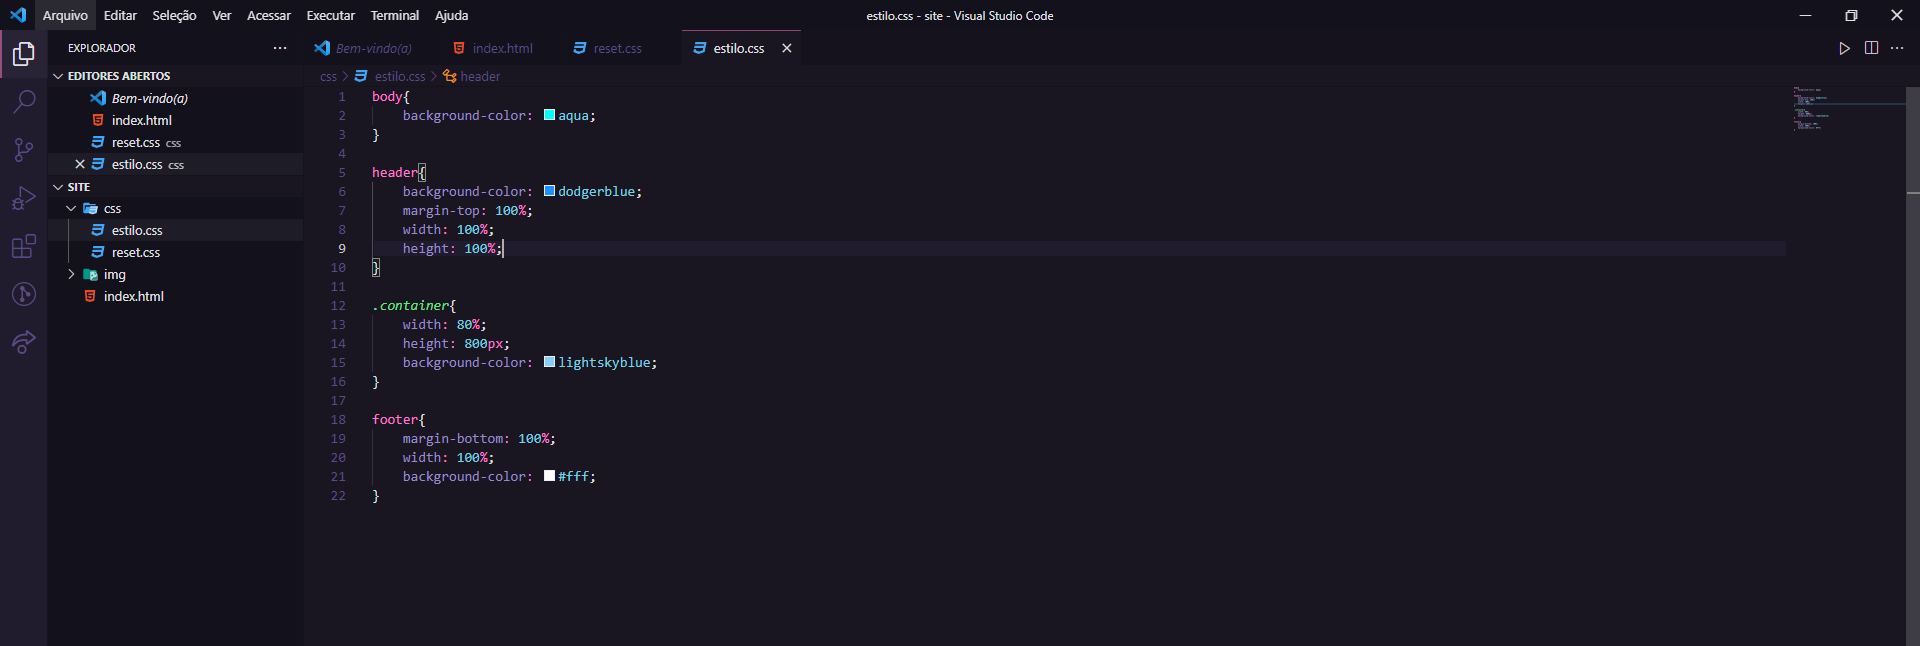 Arquivo Editar Seleção Ver Acessar Executar Terminal Ajuda
estilo.css - site - Visual Studio Code
EXPLORADOR
EDITORES ABERTOS
Bem-vindo(a)
index.html
reset.css css
estilo.css css
SITE
css
estilo.css
reset.css
img
index.html
Bem-vindo(a) index.html reset.css estilo.css
css > estilo.css > header
1 body{
2 background-color: aqua;
3 }
4
5 header{
6 background-color: dodgerblue;
7 margin-top: 100%;
8 width: 100%;
9 height: 100%;
10 }
11
12 .container{
13 width: 80%;
14 height: 800px;
15 background-color: lightskyblue;
16 }
17
18 footer{
19 margin-bottom: 100%;
20 width: 100%;
21 background-color: #fff;
22 }